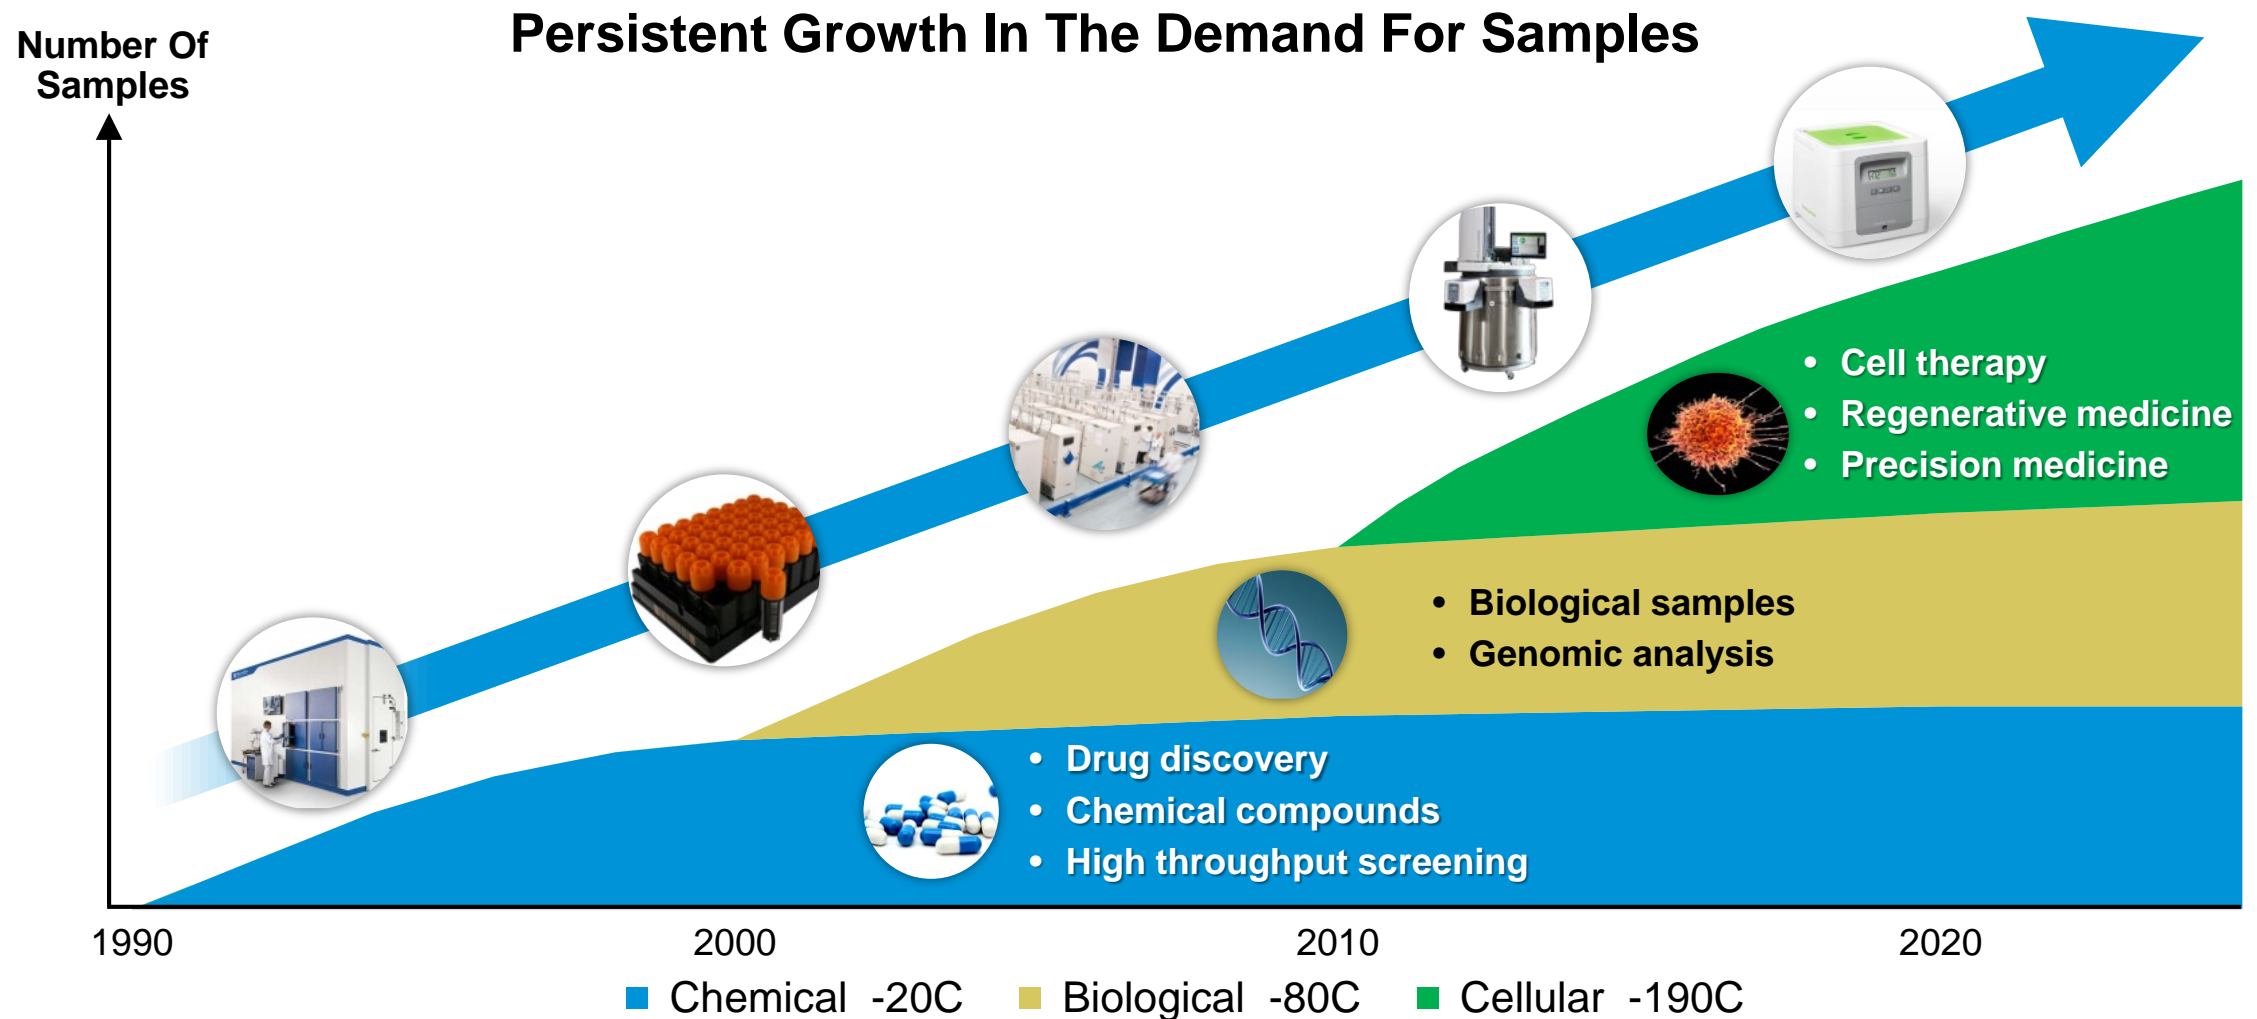 Persistent Growth In The Demand For Samples
Number Of
Samples
• Cell therapy
• Regenerative medicine
• Precision medicine
• Biological samples
• Genomic analysis
• Drug discovery
• Chemical compounds
• High throughput screening
1990 2000 2010 2020
Chemical -20C Biological -80C Cellular -190C